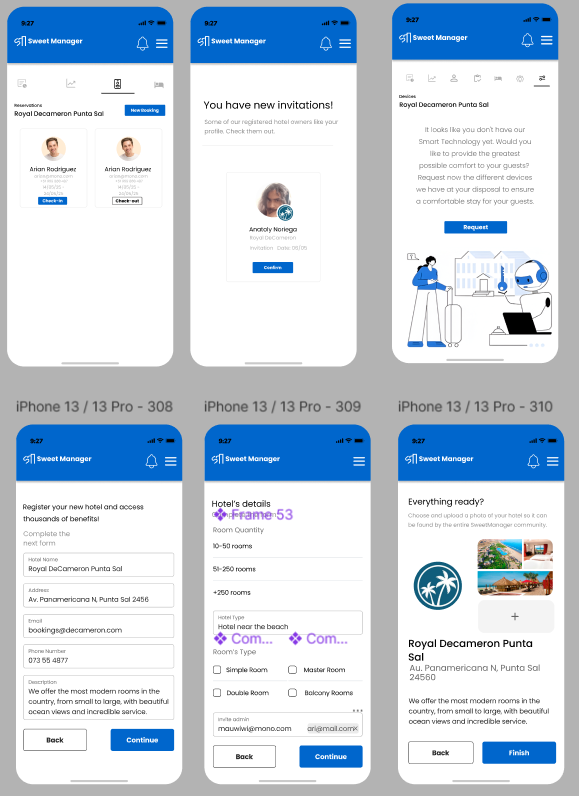 9:27
Sweet Manager
Reservations
Royal Decameron Punta Sal
New Booking
Arian Rodriguez
Check-in
Arian Rodriguez
Check-out
9:27
Sweet Manager
You have new invitations!
Some of our registered hotel owners like your
profile. Check them out.
Anatoly Noriega
Royal DeCameron
Invitation Date: 05/05
Confirm
9:27
Sweet Manager
Devices
Royal Decameron Punta Sal
It looks like you don't have our
Smart Technology yet. Would you
like to provide the greatest
possible comfort to your guests?
Request now the different devices
we have at your disposal to ensure
a comfortable stay for your guests.
Request
iPhone 13 / 13 Pro - 308
9:27
Sweet Manager
Register your new hotel and access
thousands of benefits!
Complete the
next form
Hotel Name
Royal DeCameron Punta Sal
Address
Av. Panamericana N, Punta Sal 2456
Email
bookings@decameron.com
Phone Number
073 55 4877
Description
We offer the most modern rooms in the
country, from small to large, with beautiful
ocean views and incredible service.
Back
Continue
iPhone 13 / 13 Pro - 309
9:27
Sweet Manager
Hotel's details
Frame 53
Room Quantity
10-50 rooms
51-250 rooms
+250 rooms
Hotel Type
Hotel near the beach
Com...
Com...
Room's Type
Simple Room
Master Room
Double Room
Balcony Rooms
Invite admin
mauwiwi@mono.com
ari@mail.com×
Back
Continue
iPhone 13 / 13 Pro - 310
9:27
Sweet Manager
Everything ready?
Choose and upload a photo of your hotel so it can
be found by the entire SweetManager community.
+
Royal Decameron Punta
Sal
Au. Panamericana N, Punta Sal
24560
We offer the most modern rooms in the
country, from small to large, with beautiful
ocean views and incredible service.
Back
Finish